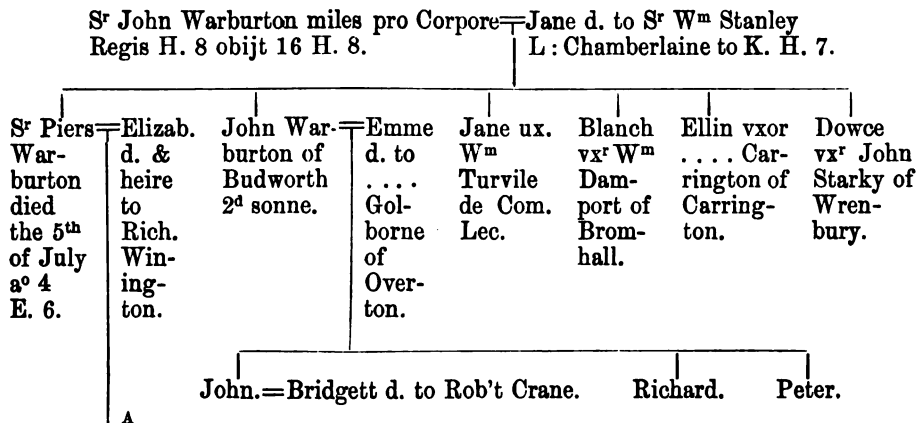 Sʳ John Warburton miles pro Corpore═Jane d. to Sʳ Wᵐ Stanley
Regis H. 8 obijt 16 H. 8. L : Chamberlaine to K. H. 7.
Sʳ Piers═Elizab.
War- d. &
burton heire
died to
the 5ᵗʰ Rich.
of July Win-
aº 4 ing-
E. 6. ton.
John War-═Emme
burton of d. to
Budworth ....
2ᵈ sonne. Gol-
borne
of
Over-
ton.
Jane ux.
Wᵐ
Turvile
de Com.
Lec.
Blanch
vxʳ Wᵐ
Dam-
port of
Brom-
hall.
Ellin vxor
.... Car-
rington of
Carring-
ton.
Dowce
vxʳ John
Starky of
Wren-
bury.
John.═Bridgett d. to Rob't Crane. Richard. Peter.
A